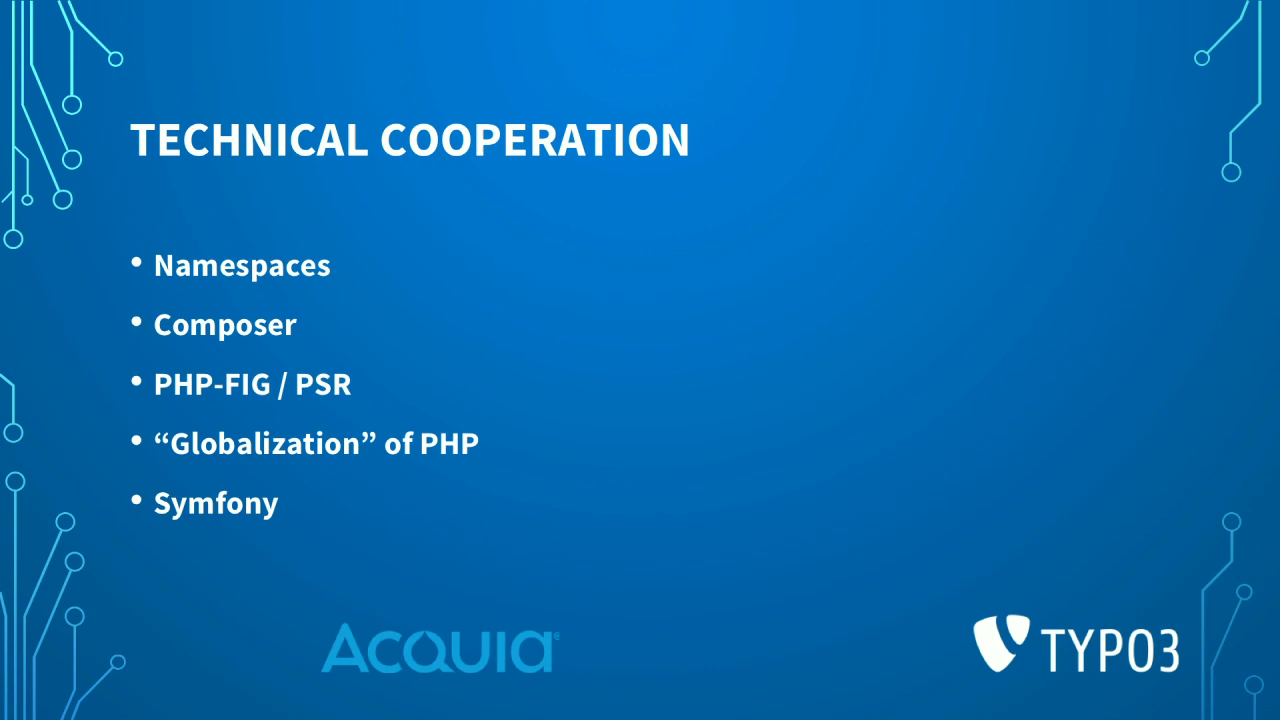 TECHNICAL COOPERATION
• Namespaces
• Composer
• PHP-FIG / PSR
• “Globalization” of PHP
• Symfony
ACQUIA®
TYPO3